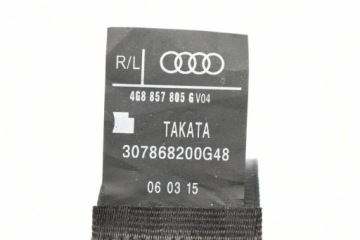 R/L
4G8 857 805 G V04
TAKATA
307868200G48
06 03 15